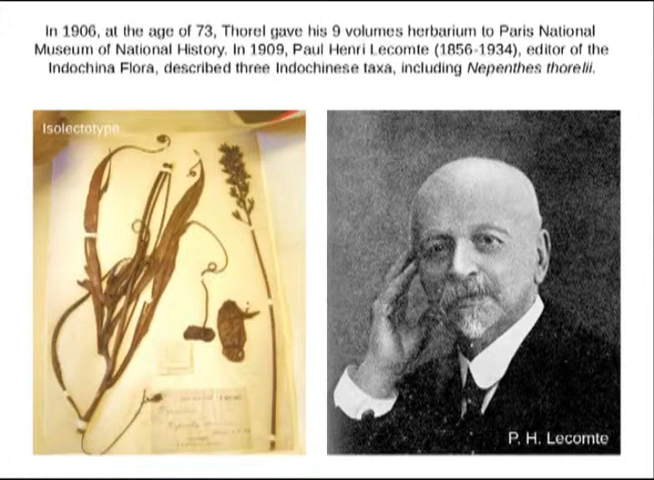 In 1906, at the age of 73, Thorel gave his 9 volumes herbarium to Paris National
Museum of National History. In 1909, Paul Henri Lecomte (1856-1934), editor of the
Indochina Flora, described three Indochinese taxa, including Nepenthes thorelii.
Isolectotype
P. H. Lecomte